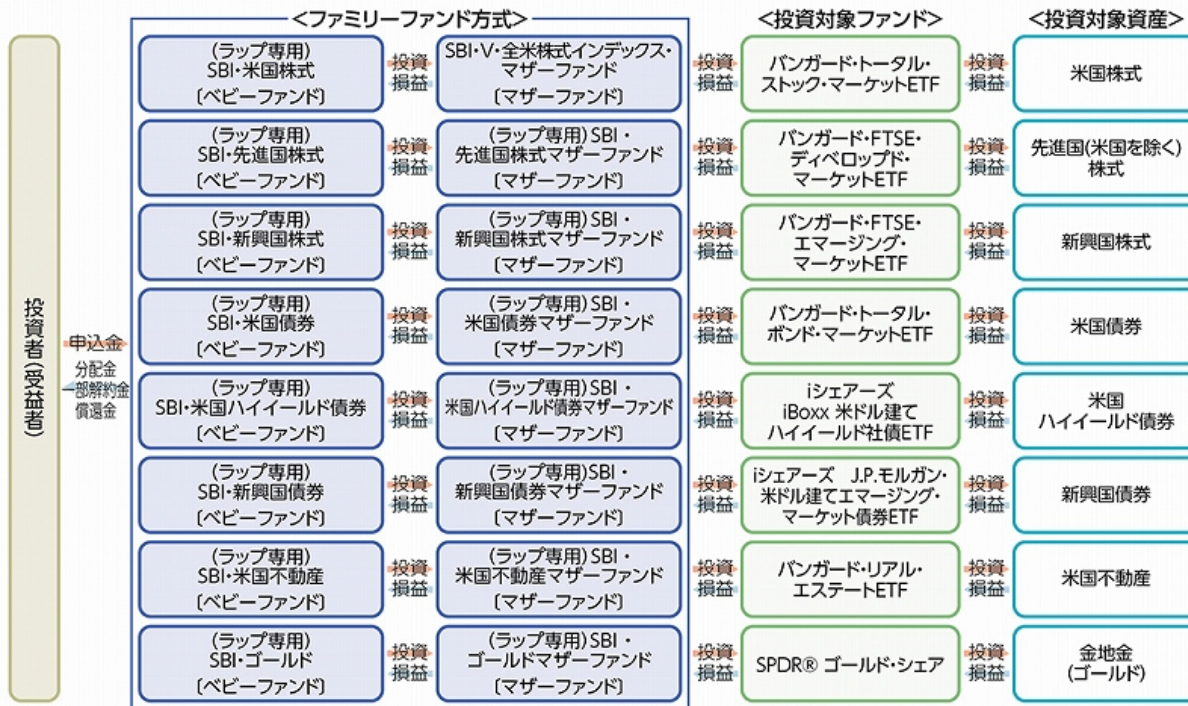 <ファミリーファンド方式>
<投資対象ファンド>
<投資対象資産>
投資者(受益者)
申込金
分配金
一部解約金
償還金
(ラップ専用)
SBI・米国株式
〔ベビーファンド〕
投資
損益
SBI・V・全米株式インデックス・
マザーファンド
〔マザーファンド〕
投資
損益
バンガード・トータル・
ストック・マーケットETF
投資
損益
米国株式
(ラップ専用)
SBI・先進国株式
〔ベビーファンド〕
投資
損益
(ラップ専用)SBI・
先進国株式マザーファンド
〔マザーファンド〕
投資
損益
バンガード・FTSE・
ディベロップド・
マーケットETF
投資
損益
先進国(米国を除く)
株式
(ラップ専用)
SBI・新興国株式
〔ベビーファンド〕
投資
損益
(ラップ専用)SBI・
新興国株式マザーファンド
〔マザーファンド〕
投資
損益
バンガード・FTSE・
エマージング・
マーケットETF
投資
損益
新興国株式
(ラップ専用)
SBI・米国債券
〔ベビーファンド〕
投資
損益
(ラップ専用)SBI・
米国債券マザーファンド
〔マザーファンド〕
投資
損益
バンガード・トータル・
ボンド・マーケットETF
投資
損益
米国債券
(ラップ専用)
SBI・米国ハイイールド債券
〔ベビーファンド〕
投資
損益
(ラップ専用)SBI・
米国ハイイールド債券マザーファンド
〔マザーファンド〕
投資
損益
iシェアーズ
iBoxx 米ドル建て
ハイイールド社債ETF
投資
損益
米国
ハイイールド債券
(ラップ専用)
SBI・新興国債券
〔ベビーファンド〕
投資
損益
(ラップ専用)SBI・
新興国債券マザーファンド
〔マザーファンド〕
投資
損益
iシェアーズ J.P.モルガン・
米ドル建てエマージング・
マーケット債券ETF
投資
損益
新興国債券
(ラップ専用)
SBI・米国不動産
〔ベビーファンド〕
投資
損益
(ラップ専用)SBI・
米国不動産マザーファンド
〔マザーファンド〕
投資
損益
バンガード・リアル・
エステートETF
投資
損益
米国不動産
(ラップ専用)
SBI・ゴールド
〔ベビーファンド〕
投資
損益
(ラップ専用)SBI・
ゴールドマザーファンド
〔マザーファンド〕
投資
損益
SPDR® ゴールド・シェア
投資
損益
金地金
(ゴールド)